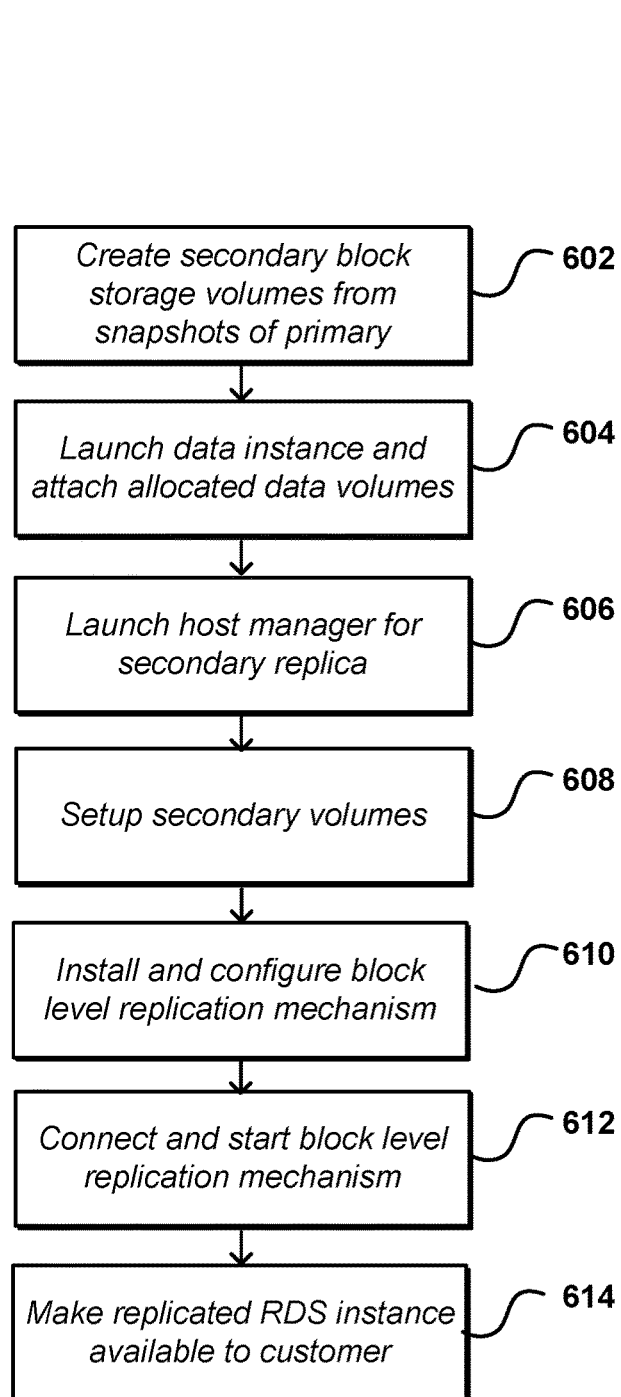 Create secondary block
storage volumes from
snapshots of primary
602
Launch data instance and
attach allocated data volumes
604
Launch host manager for
secondary replica
606
Setup secondary volumes
608
Install and configure block
level replication mechanism
610
Connect and start block level
replication mechanism
612
Make replicated RDS instance
available to customer
614